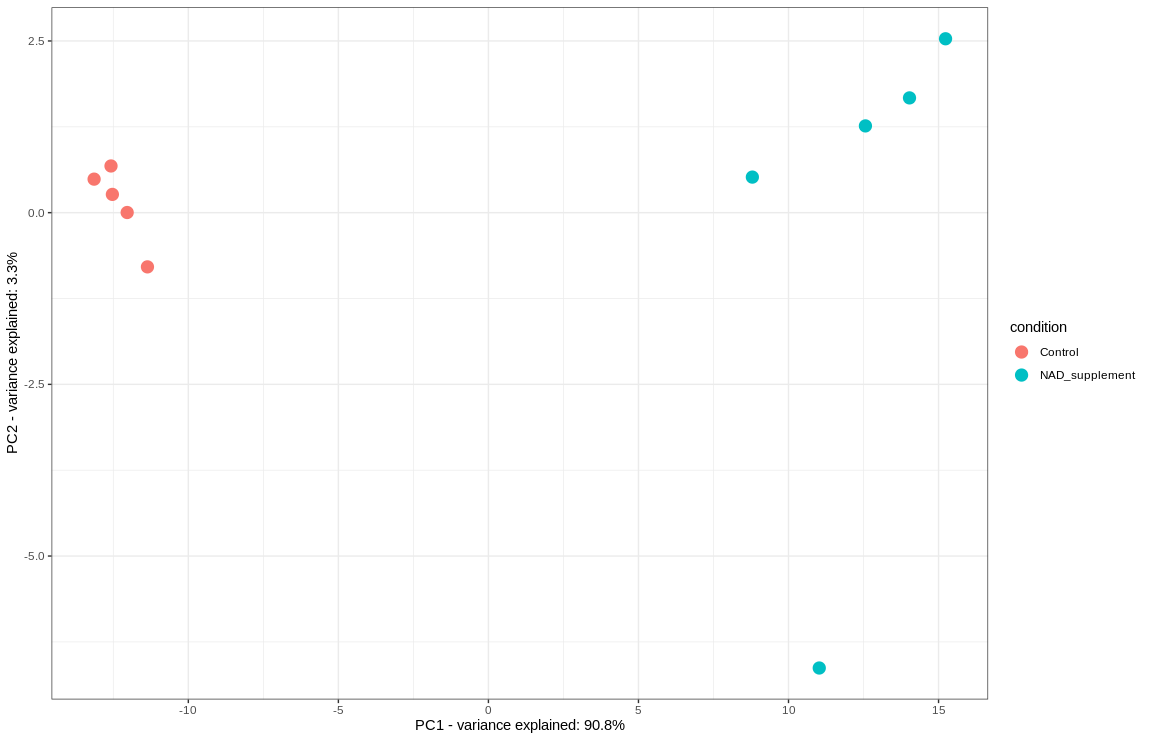 2.5
0.0
-2.5
-5.0
PC2 - variance explained: 3.3%
-10
-5
0
5
10
15
PC1 - variance explained: 90.8%
condition
Control
NAD_supplement